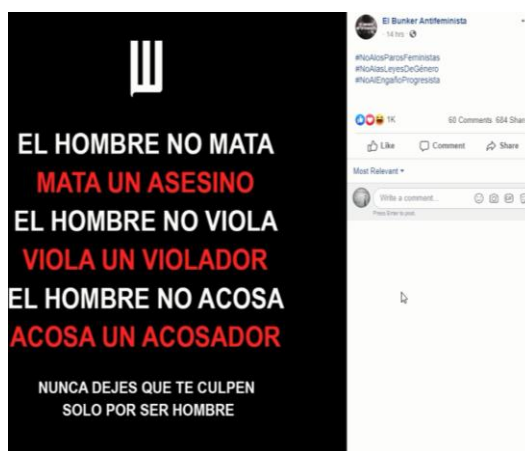 EL HOMBRE NO MATA
MATA UN ASESINO
EL HOMBRE NO VIOLA
VIOLA UN VIOLADOR
EL HOMBRE NO ACOSA
ACOSA UN ACOSADOR
NUNCA DEJES QUE TE CULPEN
SOLO POR SER HOMBRE
El Bunker Antifeminista
14 hrs
#NoAlosParosFeministas
#NoAlasLeyesDeGénero
#NoAlEngañoProgresista
1K 60 Comments 684 Shar
Like Comment Share
Most Relevant
Write a comment...
Press Enter to post.